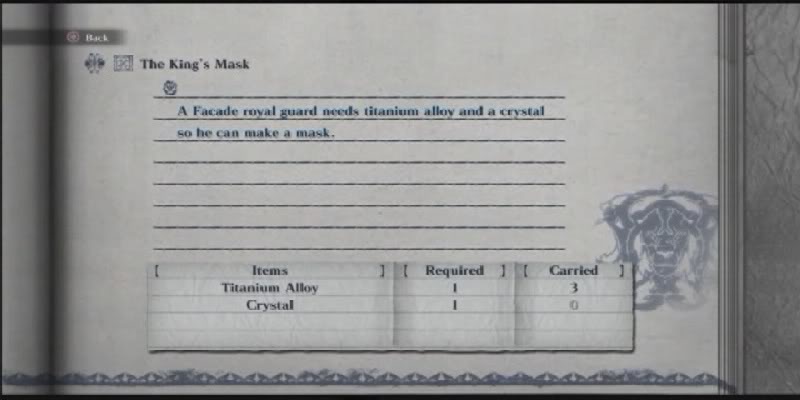 Back
The King's Mask
A Facade royal guard needs titanium alloy and a crystal
so he can make a mask.
[ Items ] [ Required ] [ Carried ]
Titanium Alloy 1 3
Crystal 1 0